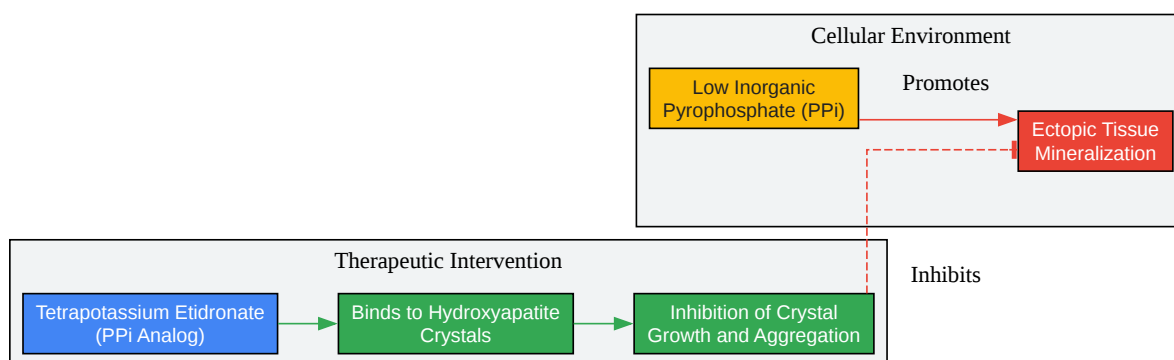 Cellular Environment
Low Inorganic
Pyrophosphate (PPi)
Promotes
Ectopic Tissue
Mineralization
Therapeutic Intervention
Inhibits
Tetrapotassium Etidronate
(PPi Analog)
Binds to Hydroxyapatite
Crystals
Inhibition of Crystal
Growth and Aggregation